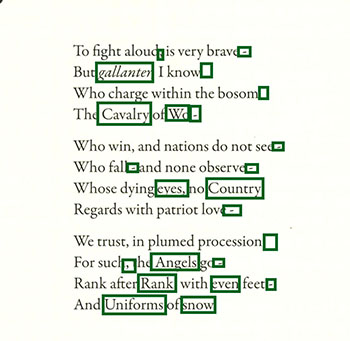 To fight aloud, is very brave -
But gallanter, I know
Who charge within the bosom
The Cavalry of Wo -
Who win, and nations do not see -
Who fall - and none observe -
Whose dying eyes, no Country
Regards with patriot love -
We trust, in plumed procession
For such, the Angels go -
Rank after Rank, with even feet -
And Uniforms of snow